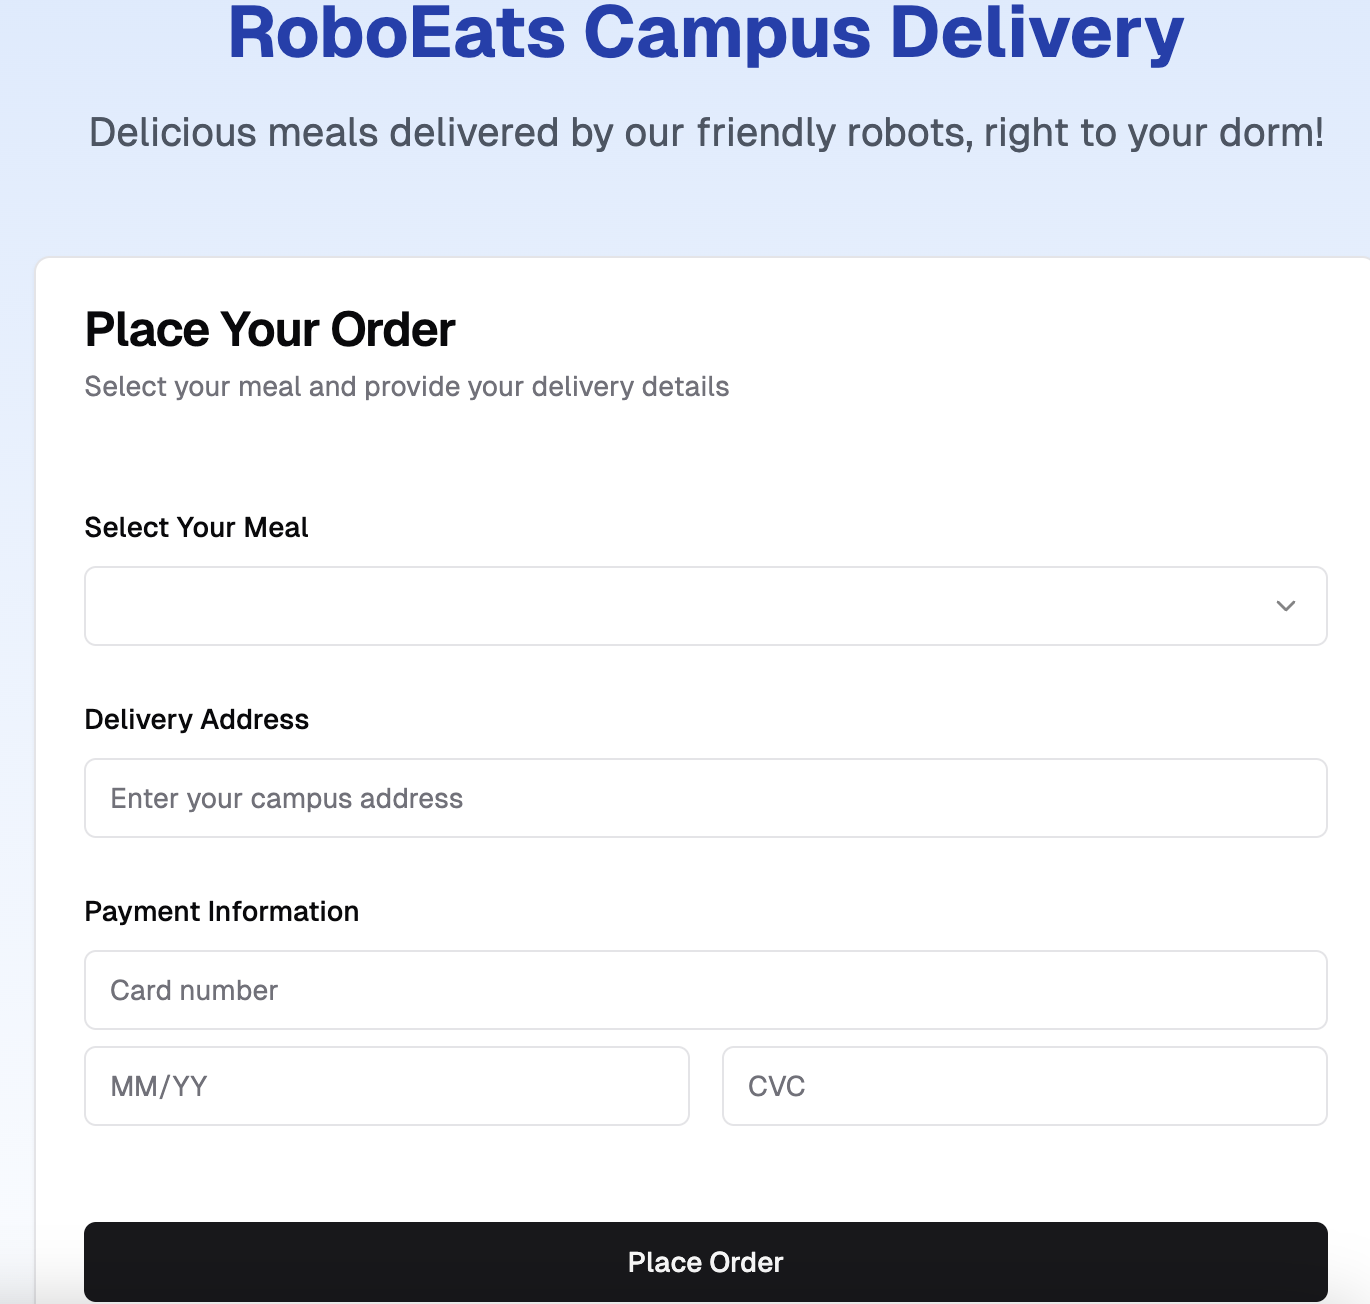 RoboEats Campus Delivery
Delicious meals delivered by our friendly robots, right to your dorm!
Place Your Order
Select your meal and provide your delivery details
Select Your Meal
Delivery Address
Enter your campus address
Payment Information
Card number
MM/YY
CVC
Place Order